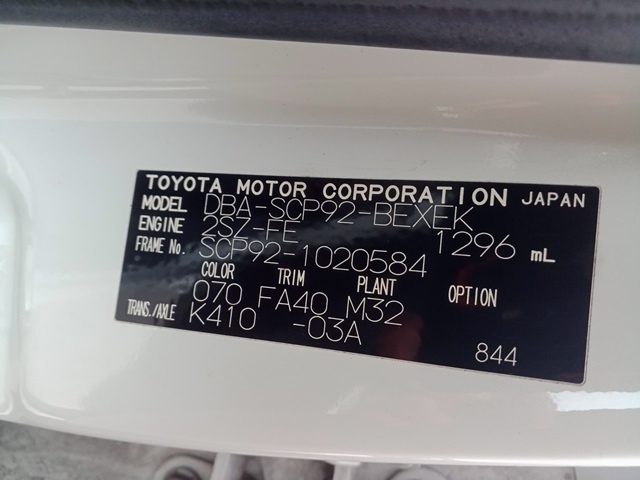 TOYOTA MOTOR CORPORATION JAPAN
MODEL DBA-SCP92-BEXEK
ENGINE 2SZ-FE 1296 mL
FRAME No. SCP92-1020584
COLOR TRIM PLANT OPTION
070 FA40 M32
TRANS./AXLE K410 -03A
844